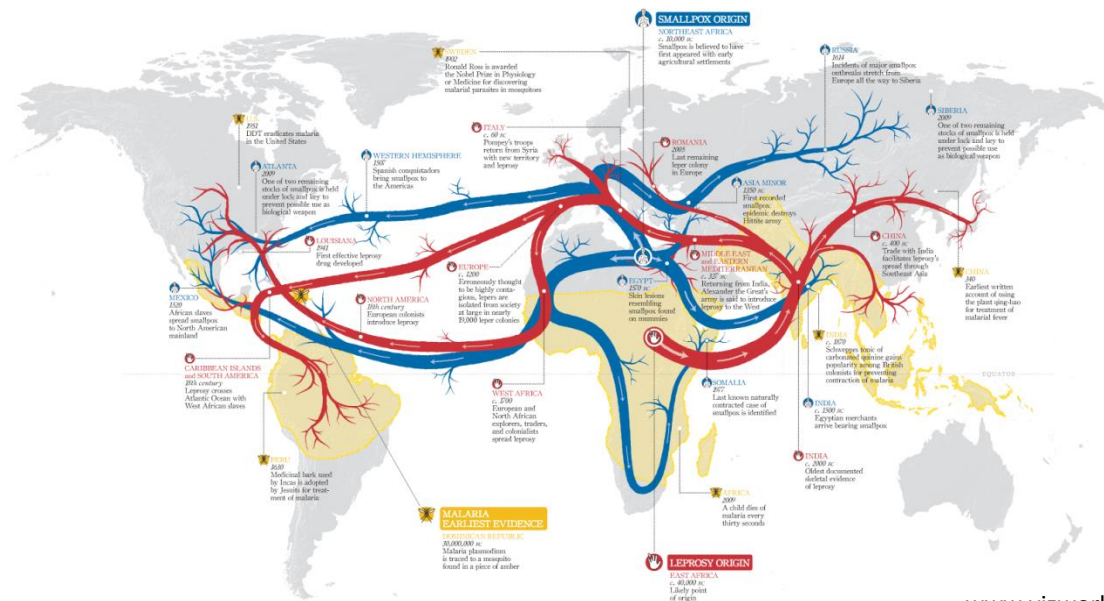 SMALLPOX ORIGIN
NORTHEAST AFRICA
c. 10,000 BC
Smallpox is believed to have
first appeared with early
agricultural settlements
SWEDEN
1902
Ronald Ross is awarded
the Nobel Prize in Physiology
or Medicine for discovering
malarial parasites in mosquitoes
RUSSIA
1614
Incidents of major smallpox
outbreaks stretch from
Europe all the way to Siberia
U.S.
1951
DDT eradicates malaria
in the United States
ATLANTA
2009
One of two remaining
stocks of smallpox is held
under lock and key to
prevent possible use as
biological weapon
WESTERN HEMISPHERE
1507
Spanish conquistadors
bring smallpox to
the Americas
ITALY
c. 60 BC
Pompey's troops
return from Syria
with new territory
and leprosy
ROMANIA
2005
Last remaining
leper colony
in Europe
ASIA MINOR
1350 BC
First recorded
smallpox
epidemic destroys
Hittite army
SIBERIA
2009
One of two remaining
stocks of smallpox is held
under lock and key to
prevent possible use
as biological weapon
LOUISIANA
1941
First effective leprosy
drug developed
EUROPE
c. 1200
Erroneously thought
to be highly conta-
gious, lepers are
isolated from society
at large in nearly
19,000 leper colonies
EGYPT
1570 BC
Skin lesions
resembling
smallpox found
on mummies
MIDDLE EAST
and EASTERN
MEDITERRANEAN
c. 327 BC
Returning from India,
Alexander the Great's
army is said to introduce
leprosy to the West
CHINA
c. 400 BC
Trade with India
facilitates leprosy's
spread through
Southeast Asia
CHINA
340
Earliest written
account of using
the plant qing-hao
for treatment of
malarial fever
MEXICO
1520
African slaves
spread smallpox
to North American
mainland
NORTH AMERICA
18th century
European colonists
introduce leprosy
CARIBBEAN ISLANDS
and SOUTH AMERICA
18th century
Leprosy crosses
Atlantic Ocean with
West African slaves
WEST AFRICA
c. 1700
European and
North African
explorers, traders,
and colonialists
spread leprosy
SOMALIA
1977
Last known naturally
contracted case of
smallpox is identified
INDIA
c. 1870
Schweppes tonic of
carbonated quinine gains
popularity among British
colonists for preventing
contraction of malaria
EQUATOR
INDIA
c. 1500 BC
Egyptian merchants
arrive bearing smallpox
INDIA
c. 2000 BC
Oldest documented
skeletal evidence
of leprosy
PERU
1630
Medicinal bark used
by Incas is adopted
by Jesuits for treat-
ment of malaria
AFRICA
2009
A child dies of
malaria every
thirty seconds
MALARIA
EARLIEST EVIDENCE
DOMINICAN REPUBLIC
30,000,000 BC
Malaria plasmodium
is traced to a mosquito
found in a piece of amber
LEPROSY ORIGIN
EAST AFRICA
c. 40,000 BC
Likely point
of origin